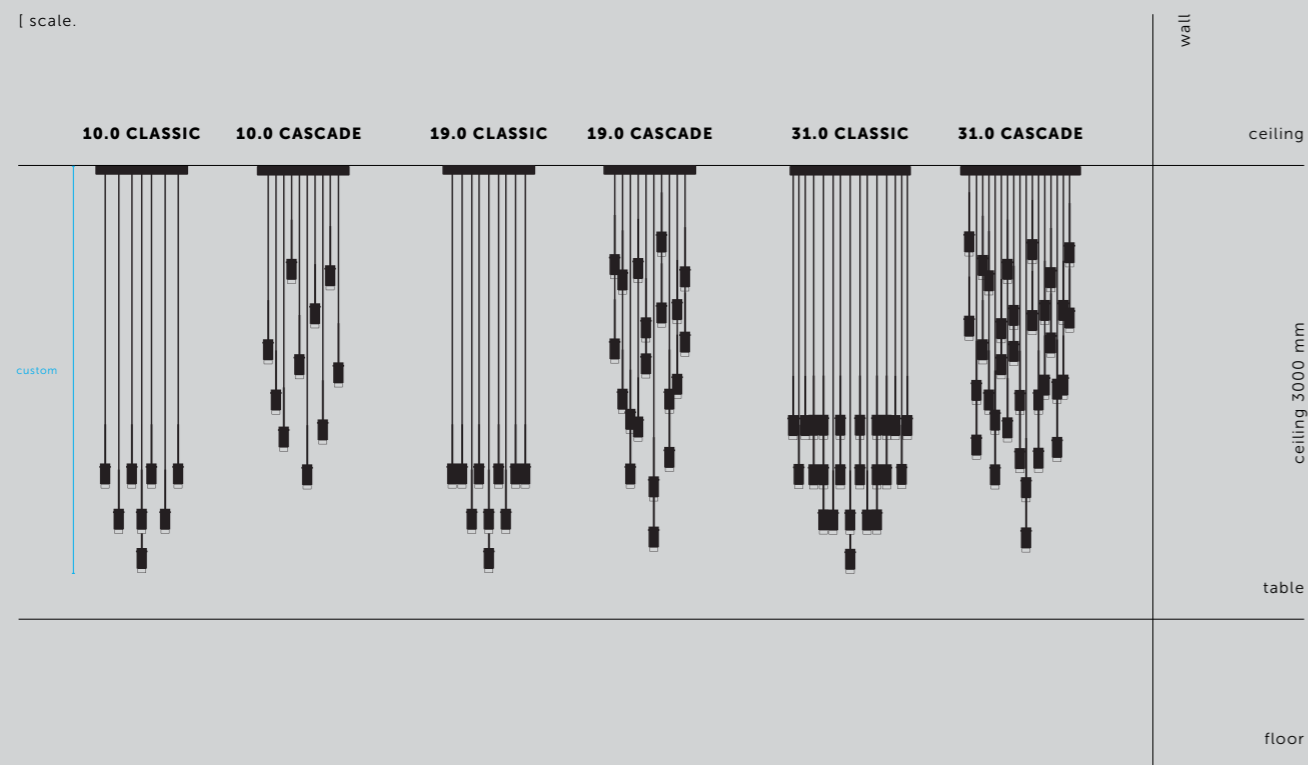 [ scale.
wall
10.0 CLASSIC
10.0 CASCADE
19.0 CLASSIC
19.0 CASCADE
31.0 CLASSIC
31.0 CASCADE
ceiling
custom
ceiling 3000 mm
table
floor